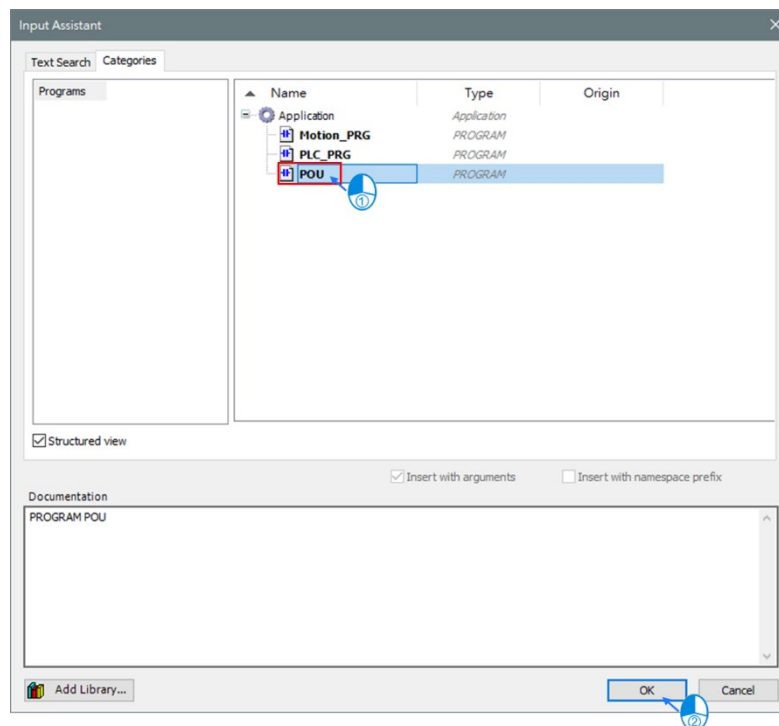 Input Assistant
Text Search Categories
Programs
Name Type Origin
Application Application
Motion_PRG PROGRAM
PLC_PRG PROGRAM
POU PROGRAM
①
Structured view
Insert with arguments Insert with namespace prefix
Documentation
PROGRAM POU
Add Library... OK Cancel
②